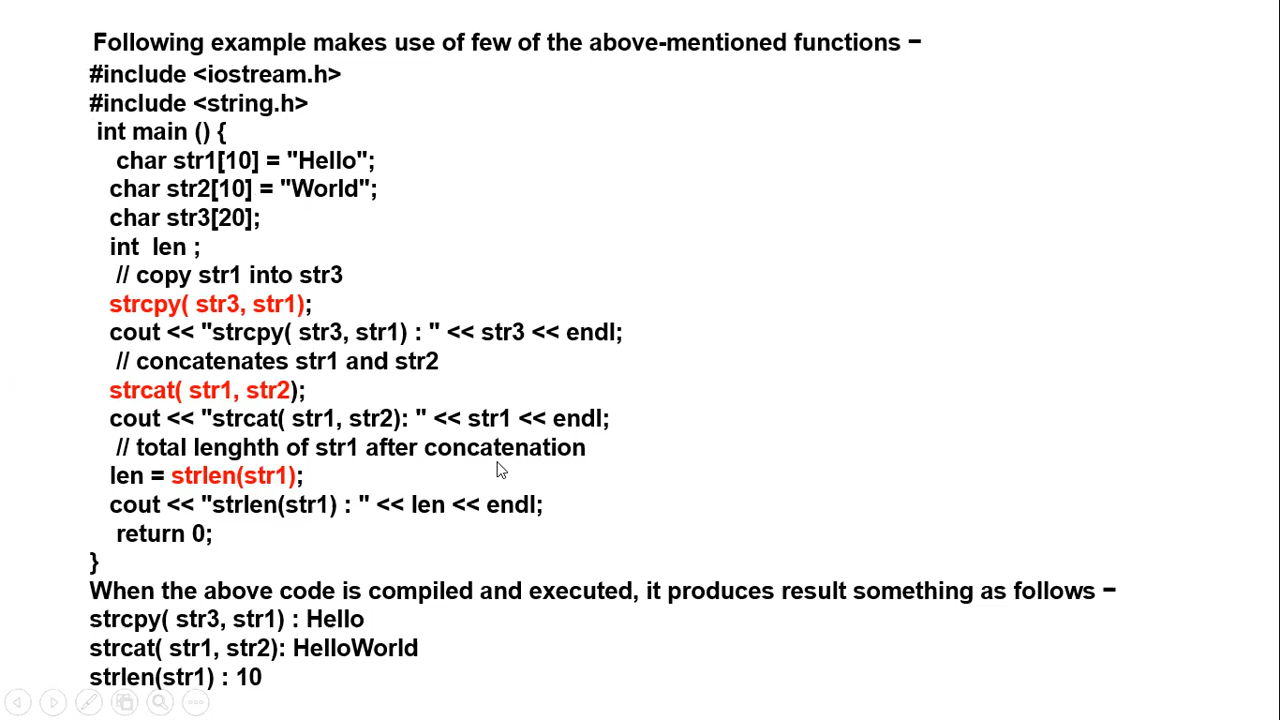 Following example makes use of few of the above-mentioned functions −
#include <iostream.h>
#include <string.h>
int main () {
char str1[10] = "Hello";
char str2[10] = "World";
char str3[20];
int  len ;
// copy str1 into str3
strcpy( str3, str1);
cout << "strcpy( str3, str1) : " << str3 << endl;
// concatenates str1 and str2
strcat( str1, str2);
cout << "strcat( str1, str2): " << str1 << endl;
// total lenghth of str1 after concatenation
len = strlen(str1);
cout << "strlen(str1) : " << len << endl;
return 0;
}
When the above code is compiled and executed, it produces result something as follows −
strcpy( str3, str1) : Hello
strcat( str1, str2): HelloWorld
strlen(str1) : 10